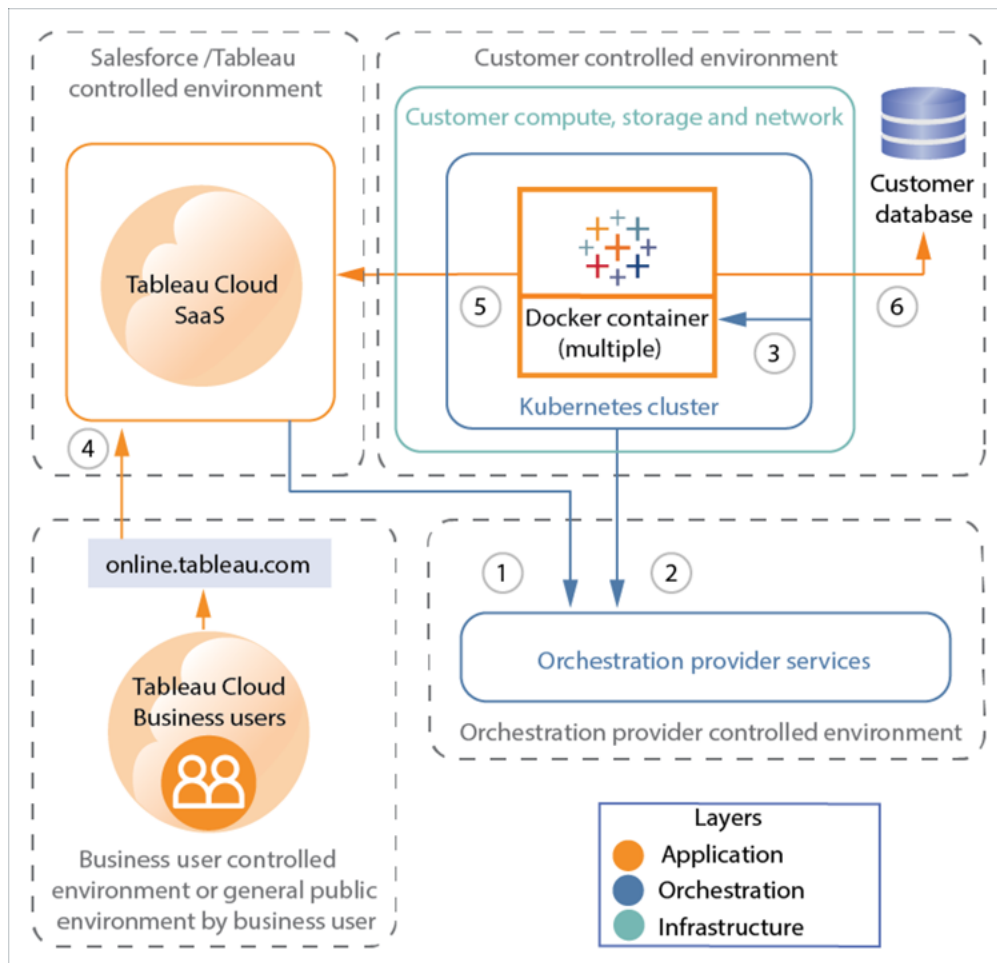 Salesforce /Tableau
controlled environment
Tableau Cloud
SaaS
Customer controlled environment
Customer compute, storage and network
Customer
database
Docker container
(multiple)
Kubernetes cluster
5
3
6
4
online.tableau.com
Tableau Cloud
Business users
Business user controlled
environment or general public
environment by business user
1
2
Orchestration provider services
Orchestration provider controlled environment
Layers
Application
Orchestration
Infrastructure